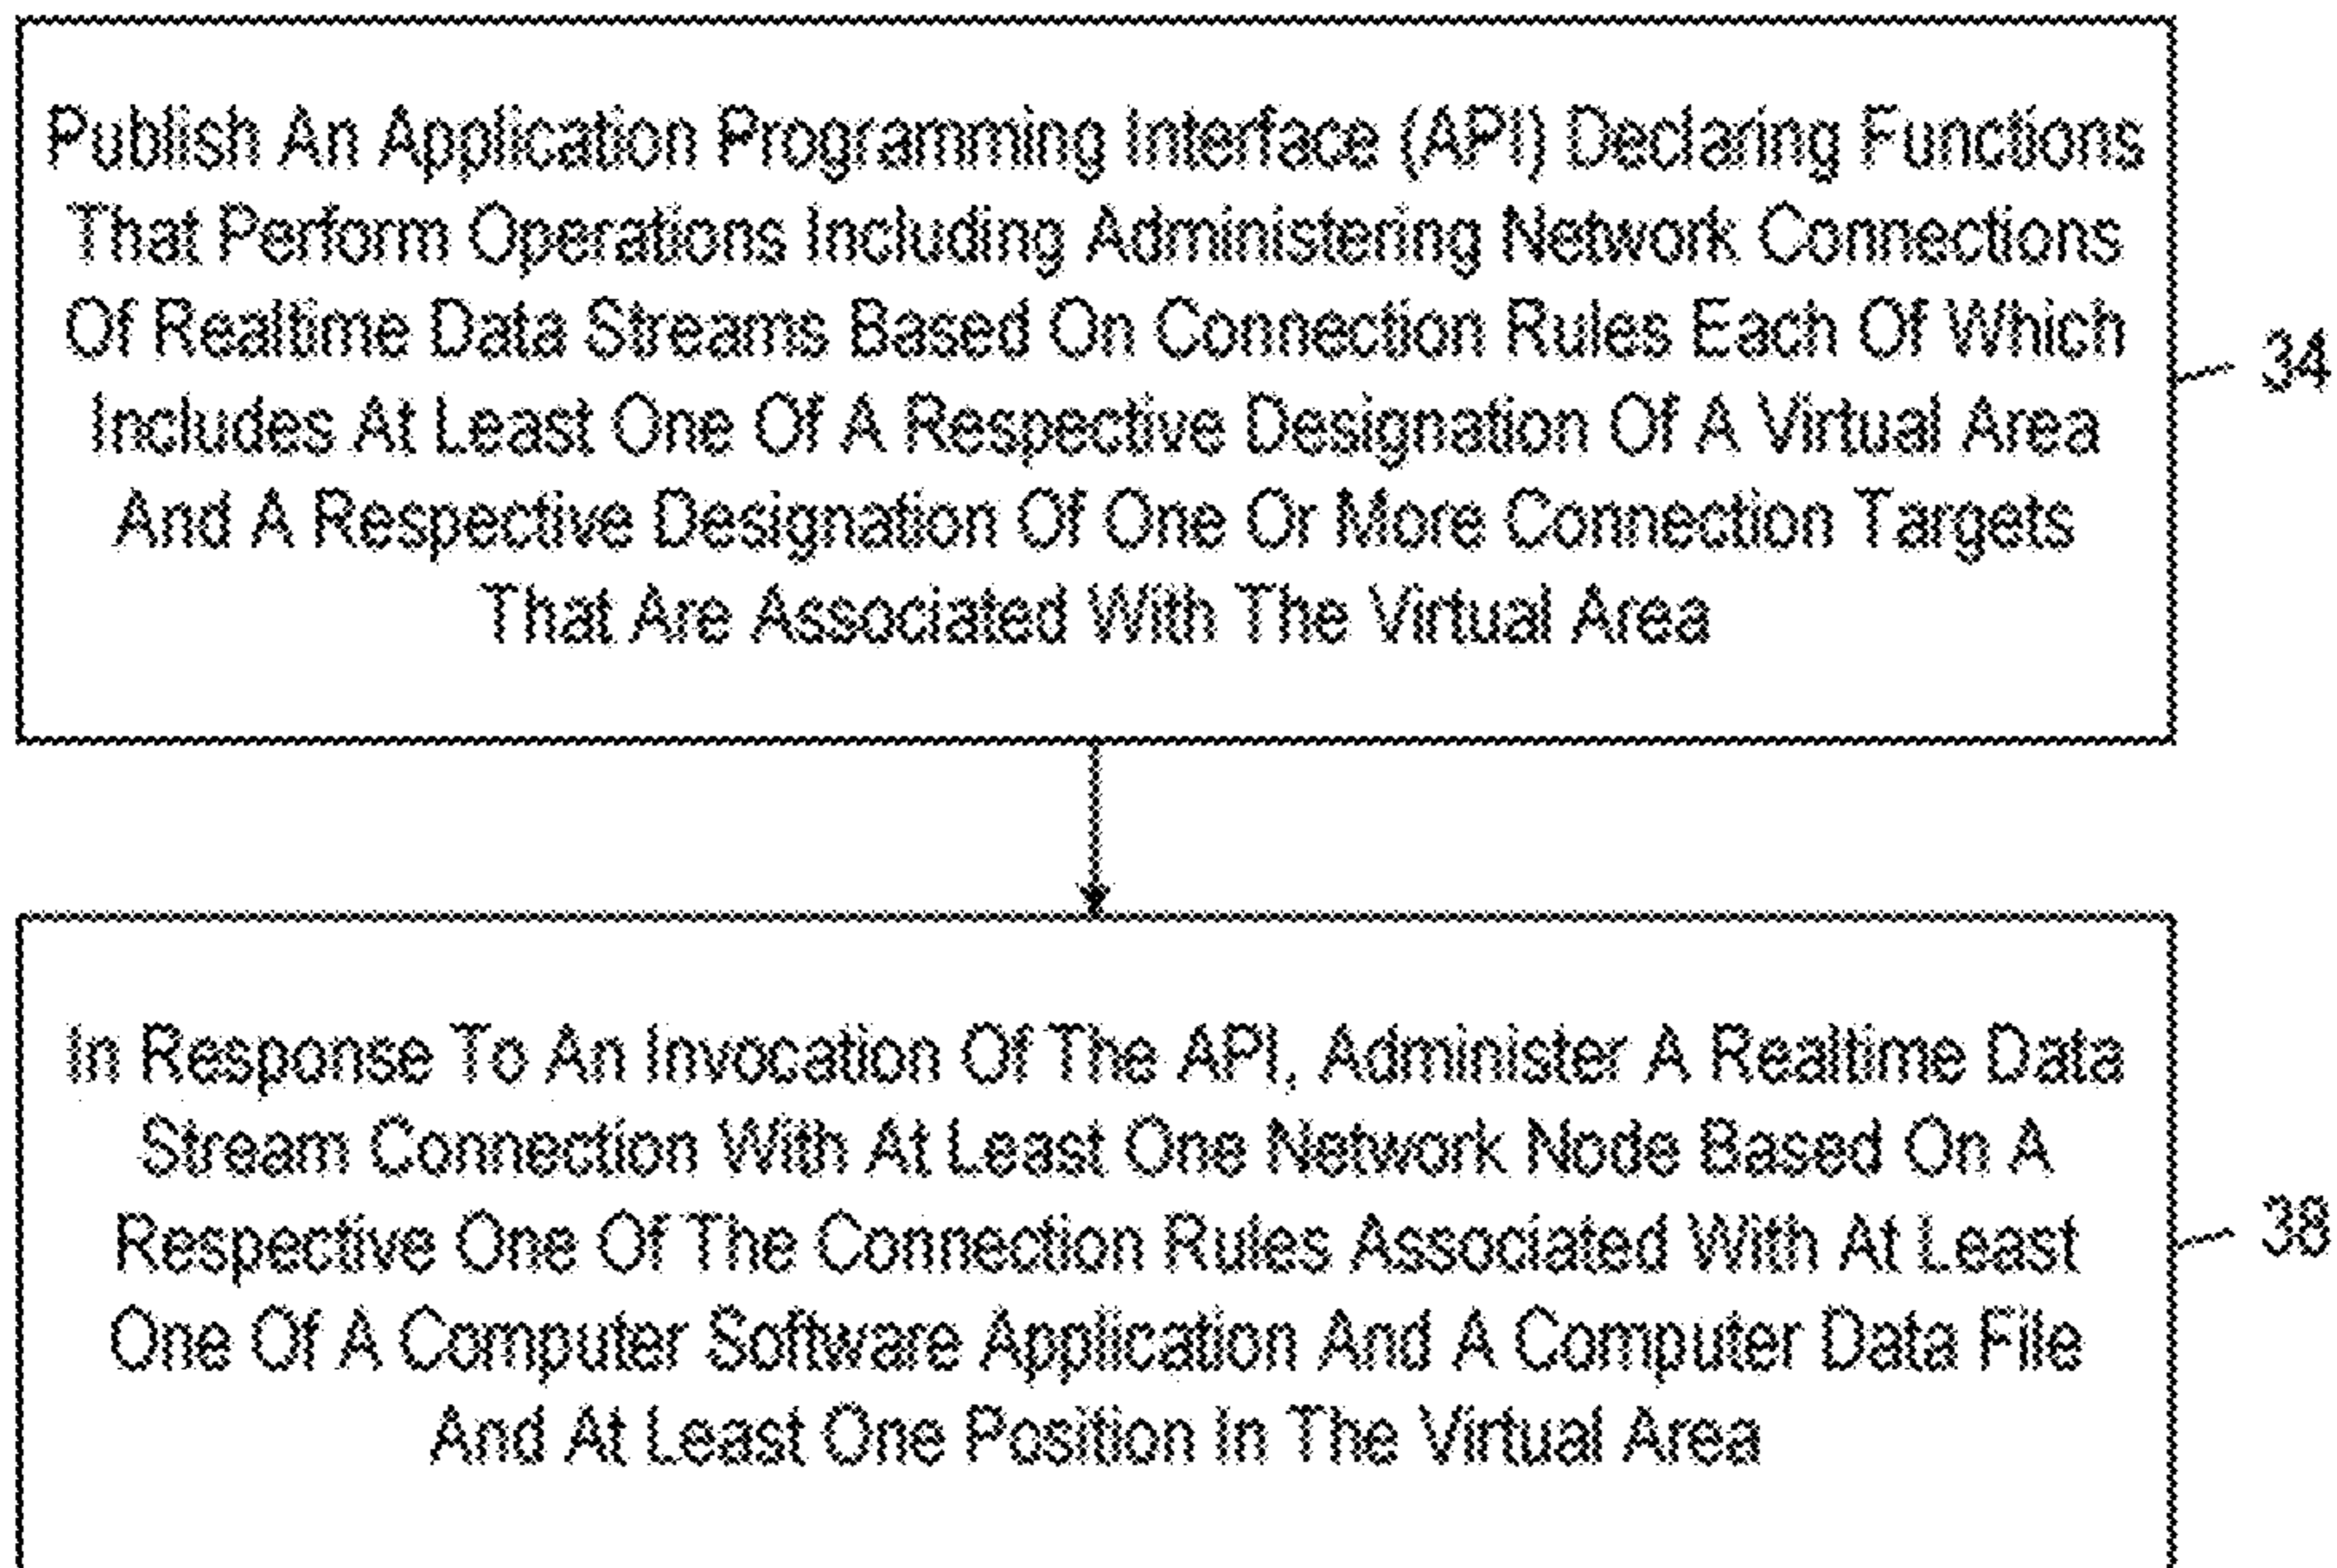 Publish An Application Programming Interface (API) Declaring Functions
That Perform Operations Including Administering Network Connections
Of Realtime Data Streams Based On Connection Rules Each Of Which
Includes At Least One Of A Respective Designation Of A Virtual Area
And A Respective Designation Of One Or More Connection Targets
That Are Associated With The Virtual Area
34
In Response To An Invocation Of The API, Administer A Realtime Data
Stream Connection With At Least One Network Node Based On A
Respective One Of The Connection Rules Associated With At Least
One Of A Computer Software Application And A Computer Data File
And At Least One Position In The Virtual Area
38